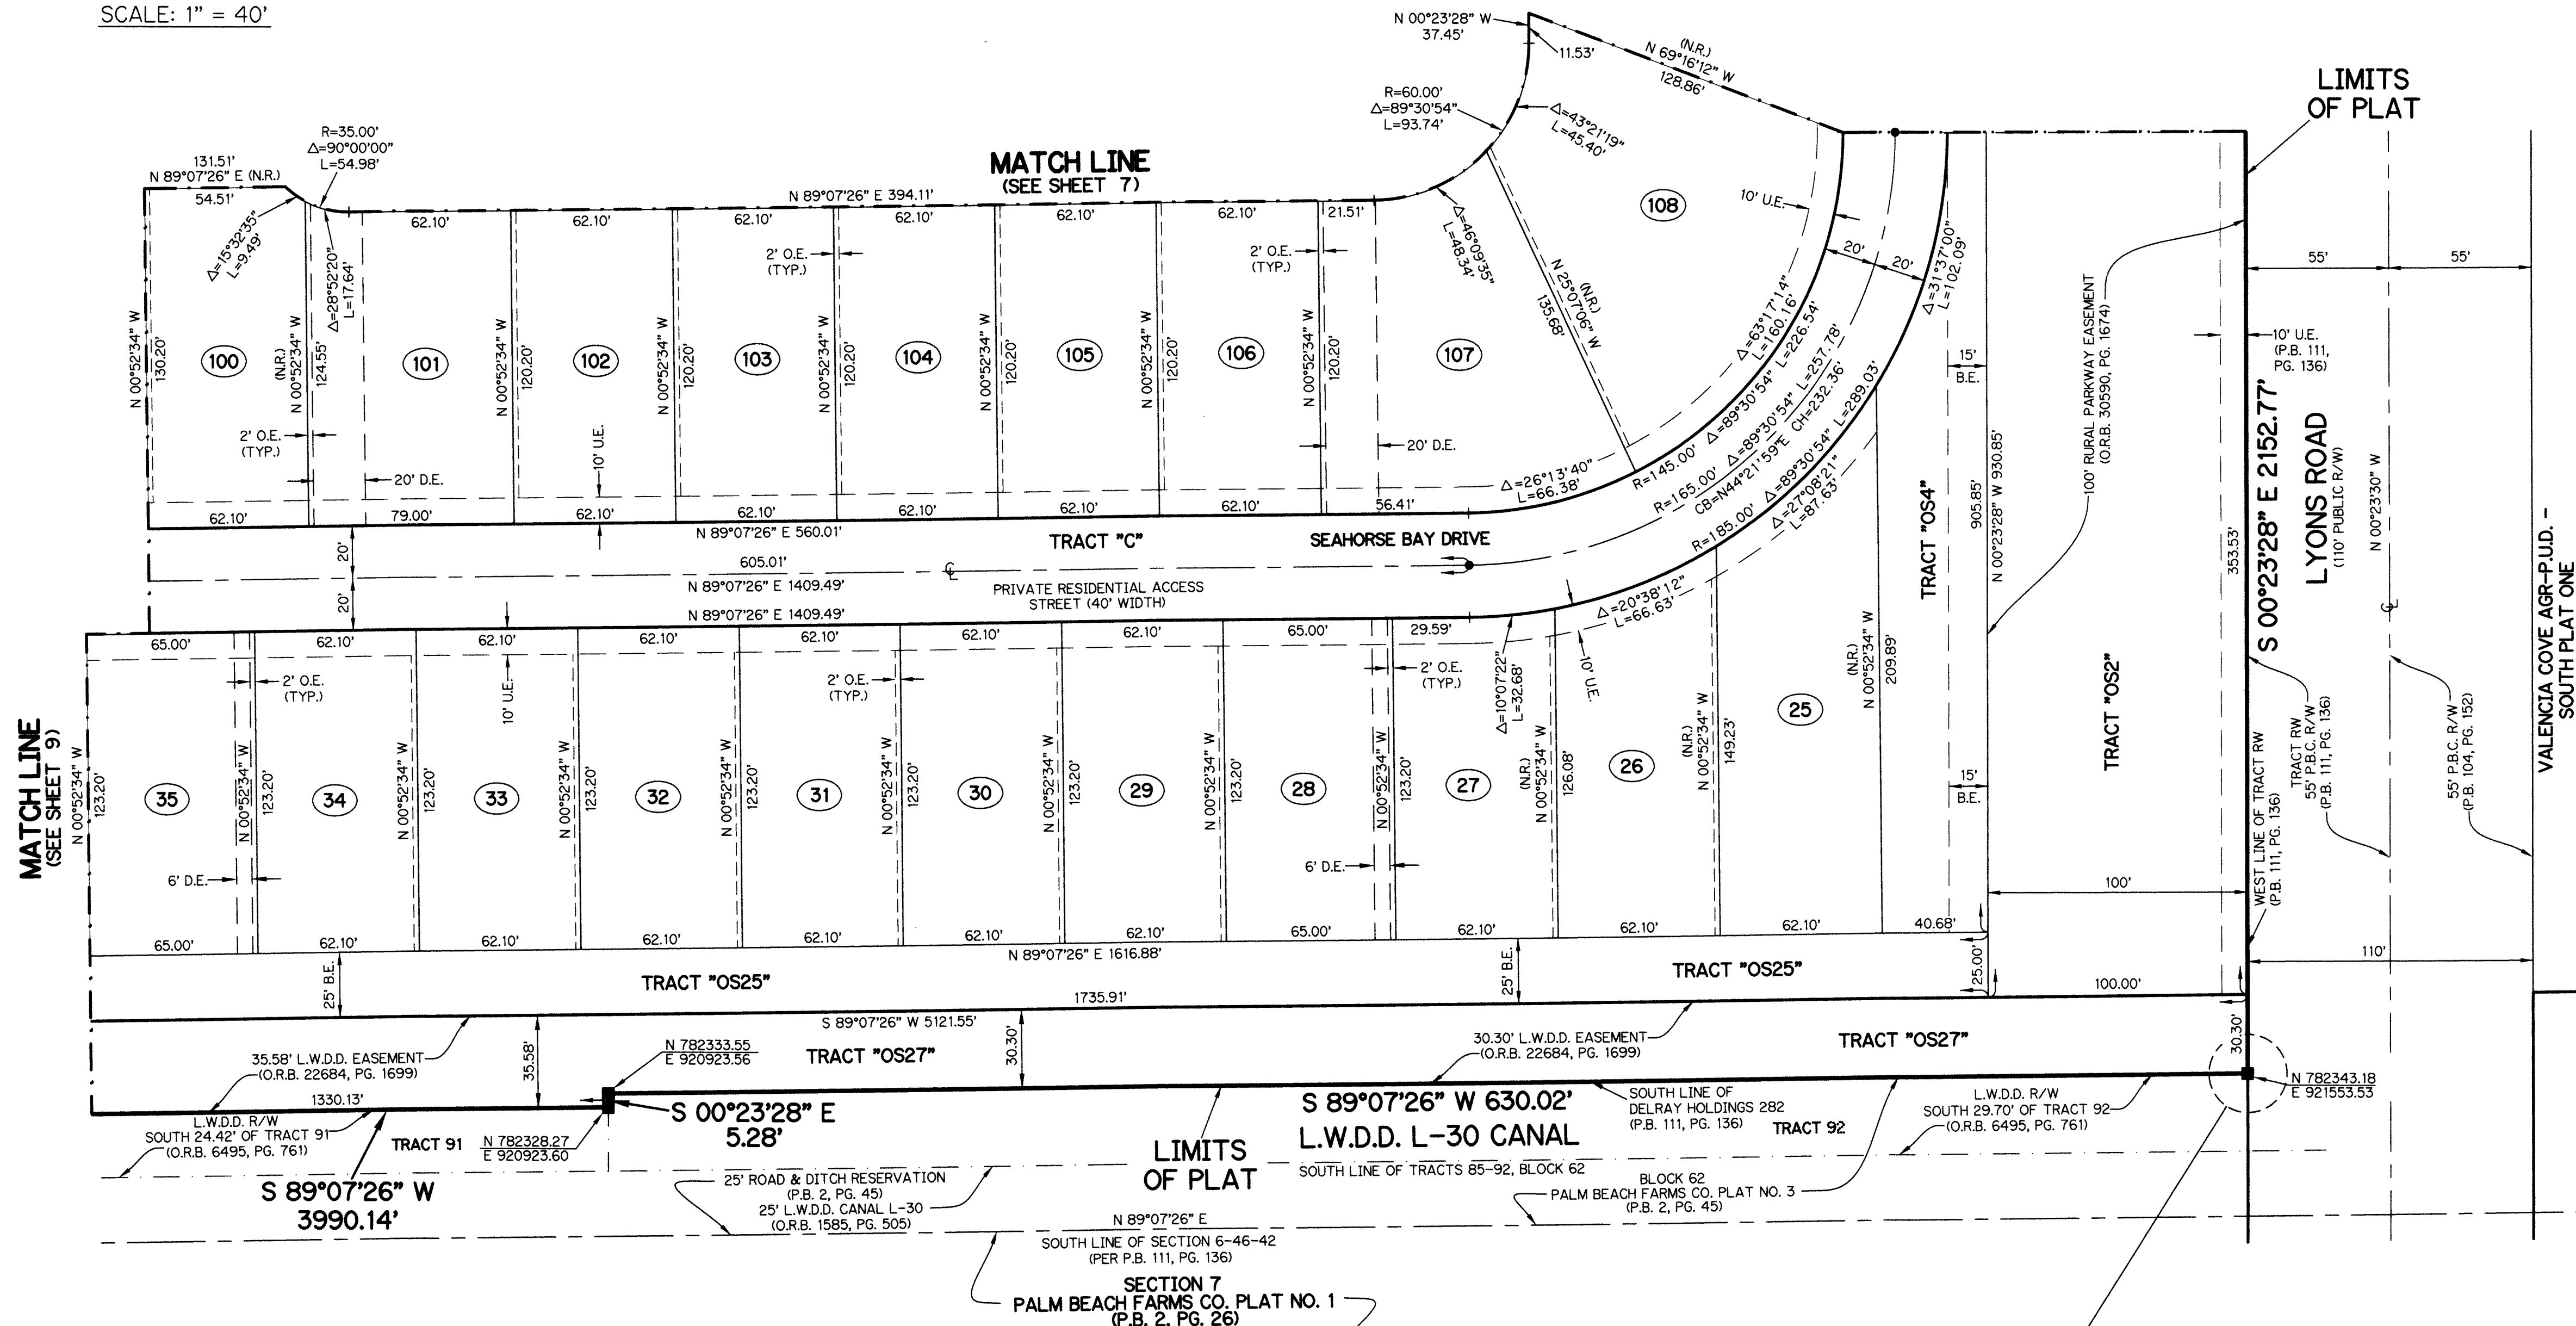 SCALE: 1" = 40'
N 00°23'28" W
37.45'
11.53'
(N.R.)
N 69°16'12" W
128.86'
LIMITS
OF PLAT
R=60.00'
Δ=89°30'54"
L=93.74'
Δ=43°21'19"
L=45.40'
R=35.00'
Δ=90°00'00"
L=54.98'
131.51'
N 89°07'26" E (N.R.)
54.51'
MATCH LINE
(SEE SHEET 7)
N 89°07'26" E 394.11'
62.10'
62.10'
62.10'
62.10'
62.10'
62.10'
21.51'
Δ=15°32'35"
L=9.49'
Δ=28°52'20"
L=17.64'
Δ=46°09'35"
L=48.34'
108
10' U.E.
2' O.E.
(TYP.)
2' O.E.
(TYP.)
20'
20'
Δ=31°37'00"
L=102.09'
55'
55'
N 00°52'34" W
130.20'
100
(N.R.)
N 00°52'34" W
124.55'
101
N 00°52'34" W
120.20'
102
N 00°52'34" W
120.20'
103
N 00°52'34" W
120.20'
104
N 00°52'34" W
120.20'
105
N 00°52'34" W
120.20'
106
N 00°52'34" W
120.20'
107
(N.R.)
N 25°07'06" W
135.68'
Δ=63°17'14"
L=160.16'
R=145.00' Δ=89°30'54" L=226.54'
R=165.00' Δ=89°30'54" L=257.78'
CB=N44°21'59"E CH=232.36'
R=185.00' Δ=89°30'54" L=289.03'
Δ=27°08'21"
L=87.63'
15'
B.E.
100' RURAL PARKWAY EASEMENT
(O.R.B. 30590, PG. 1674)
10' U.E.
(P.B. 111,
PG. 136)
2' O.E.
(TYP.)
10' U.E.
20' D.E.
20' D.E.
Δ=26°13'40"
L=66.38'
62.10'
79.00'
62.10'
62.10'
62.10'
62.10'
62.10'
56.41'
N 89°07'26" E 560.01'
TRACT "C"
SEAHORSE BAY DRIVE
20'
20'
605.01'
N 89°07'26" E 1409.49'
PRIVATE RESIDENTIAL ACCESS
STREET (40' WIDTH)
N 89°07'26" E 1409.49'
TRACT "OS4"
905.85'
N 00°23'28" W 930.85'
353.53'
S 00°23'28" E 2152.77'
LYONS ROAD
(110' PUBLIC R/W)
N 00°23'30" W
VALENCIA COVE AGR-P.U.D. -
SOUTH PLAT ONE
65.00'
62.10'
62.10'
62.10'
62.10'
62.10'
62.10'
65.00'
29.59'
Δ=20°38'12"
L=66.63'
Δ=10°07'22"
L=32.68'
10' U.E.
2' O.E.
(TYP.)
10' U.E.
2' O.E.
(TYP.)
2' O.E.
(TYP.)
MATCH LINE
(SEE SHEET 9)
N 00°52'34" W
123.20'
35
N 00°52'34" W
123.20'
34
N 00°52'34" W
123.20'
33
N 00°52'34" W
123.20'
32
N 00°52'34" W
123.20'
31
N 00°52'34" W
123.20'
30
N 00°52'34" W
123.20'
29
N 00°52'34" W
123.20'
28
N 00°52'34" W
123.20'
27
(N.R.)
N 00°52'34" W
126.08'
26
(N.R.)
N 00°52'34" W
149.23'
25
(N.R.)
N 00°52'34" W
209.89'
15'
B.E.
TRACT "OS2"
WEST LINE OF TRACT RW
(P.B. 111, PG. 136)
TRACT RW
55' P.B.C. R/W
(P.B. 111, PG. 136)
55' P.B.C. R/W
(P.B. 104, PG. 152)
6' D.E.
6' D.E.
100'
65.00'
62.10'
62.10'
62.10'
62.10'
62.10'
62.10'
65.00'
62.10'
62.10'
62.10'
40.68'
N 89°07'26" E 1616.88'
110'
25' B.E.
TRACT "OS25"
25' B.E.
TRACT "OS25"
25.00'
100.00'
1735.91'
S 89°07'26" W 5121.55'
35.58' L.W.D.D. EASEMENT
(O.R.B. 22684, PG. 1699)
35.58'
N 782333.55
E 920923.56
TRACT "OS27"
30.30'
30.30' L.W.D.D. EASEMENT
(O.R.B. 22684, PG. 1699)
TRACT "OS27"
30.30'
N 782343.18
E 921553.53
1330.13'
L.W.D.D. R/W
SOUTH 24.42' OF TRACT 91
(O.R.B. 6495, PG. 761)
TRACT 91
N 782328.27
E 920923.60
S 00°23'28" E
5.28'
LIMITS
OF PLAT
S 89°07'26" W 630.02'
L.W.D.D. L-30 CANAL
SOUTH LINE OF
DELRAY HOLDINGS 282
(P.B. 111, PG. 136)
TRACT 92
L.W.D.D. R/W
SOUTH 29.70' OF TRACT 92
(O.R.B. 6495, PG. 761)
SOUTH LINE OF TRACTS 85-92, BLOCK 62
S 89°07'26" W
3990.14'
25' ROAD & DITCH RESERVATION
(P.B. 2, PG. 45)
25' L.W.D.D. CANAL L-30
(O.R.B. 1585, PG. 505)
BLOCK 62
PALM BEACH FARMS CO. PLAT NO. 3
(P.B. 2, PG. 45)
N 89°07'26" E
SOUTH LINE OF SECTION 6-46-42
(PER P.B. 111, PG. 136)
SECTION 7
PALM BEACH FARMS CO. PLAT NO. 1
(P.B. 2, PG. 26)